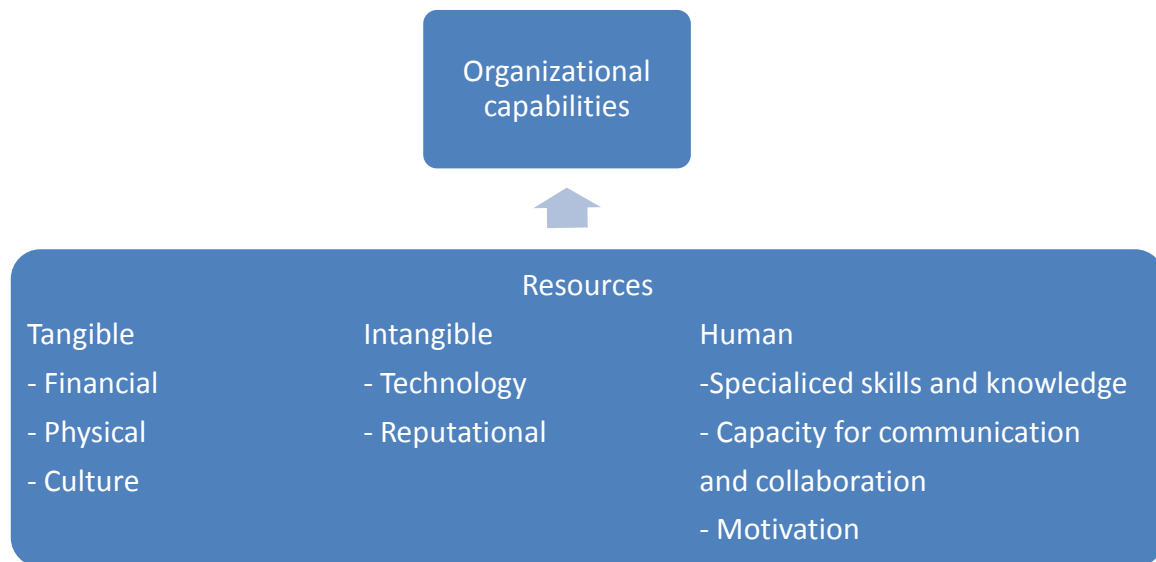 Organizational
capabilities
Resources
Tangible
- Financial
- Physical
- Culture
Intangible
- Technology
- Reputational
Human
-Specialiced skills and knowledge
- Capacity for communication
and collaboration
- Motivation